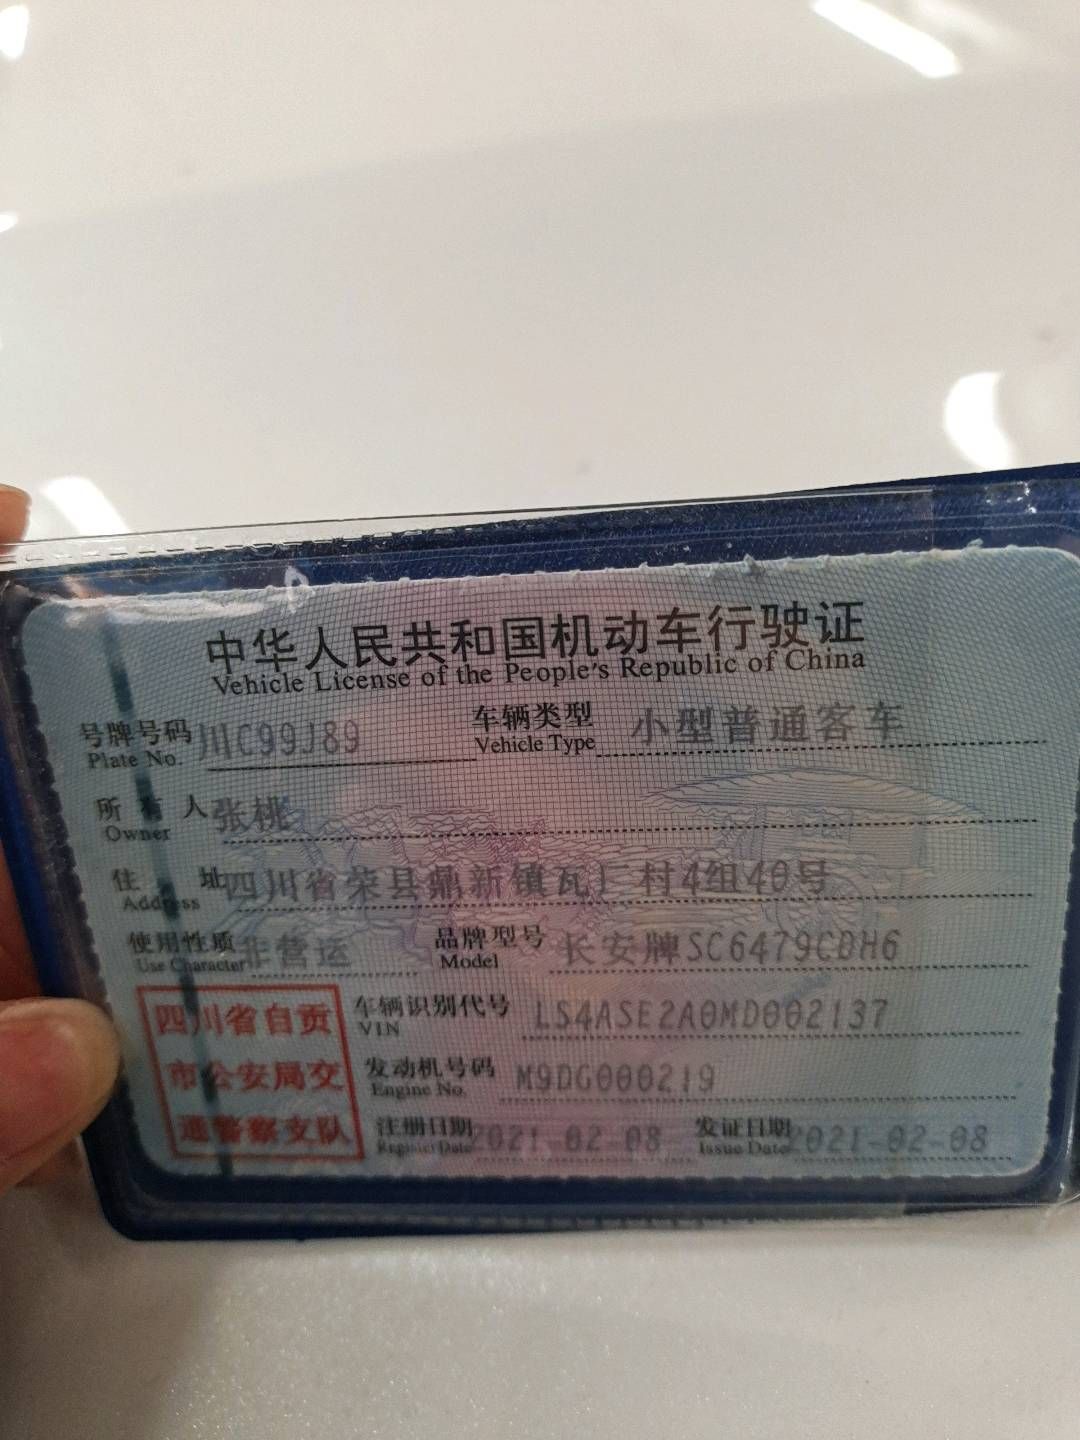 中华人民共和国机动车行驶证
Vehicle License of the People's Republic of China
号牌号码 川C99J89 车辆类型 小型普通客车
Plate No. Vehicle Type
所有人 张桃
Owner
住址 四川省荣县鼎新镇瓦厂村4组40号
Address
使用性质 非营运 品牌型号 长安牌SC6479CDH6
Use Character Model
四川省自贡
市公安局交
通警察支队
车辆识别代号 LS4ASE2A0MD002137
VIN
发动机号码 M9DG000219
Engine No.
注册日期 2021-02-08 发证日期 2021-02-08
Register Date Issue Date